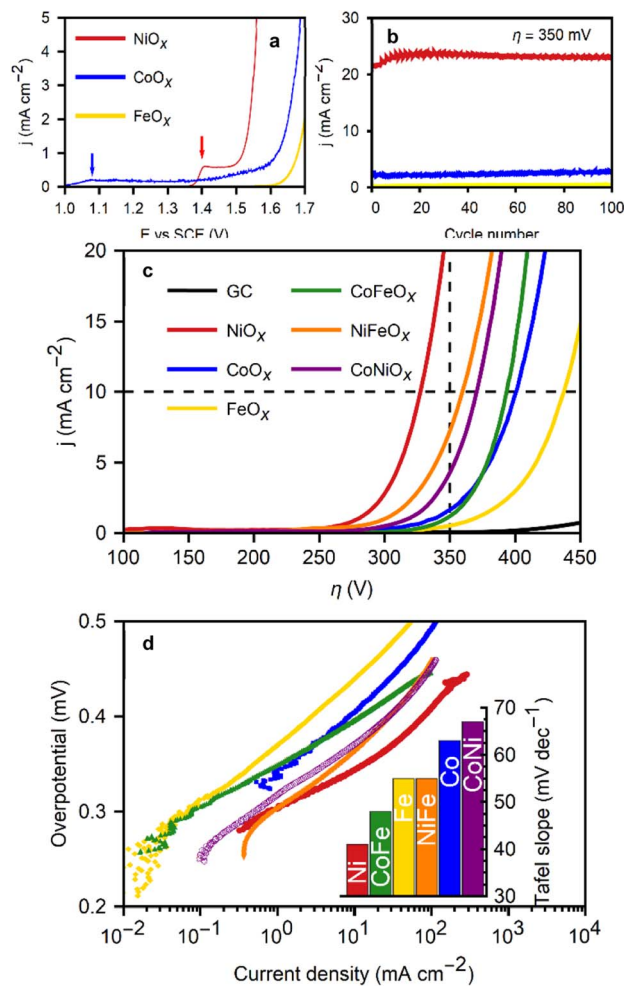 5
4
3
2
1
0
j (mA cm⁻²)
NiOₓ
CoOₓ
FeOₓ
a
1.0 1.1 1.2 1.3 1.4 1.5 1.6 1.7
E vs SCE (V)
30
20
10
0
j (mA cm⁻²)
b
η = 350 mV
0 20 40 60 80 100
Cycle number
20
15
10
5
0
j (mA cm⁻²)
c
GC CoFeOₓ
NiOₓ NiFeOₓ
CoOₓ CoNiOₓ
FeOₓ
100 150 200 250 300 350 400 450
η (V)
0.5
0.4
0.3
0.2
Overpotential (mV)
d
Ni
CoFe
Fe
NiFe
Co
CoNi
70
60
50
40
30
Tafel slope (mV dec⁻¹)
10⁻² 10⁻¹ 10⁰ 10¹ 10² 10³ 10⁴
Current density (mA cm⁻²)